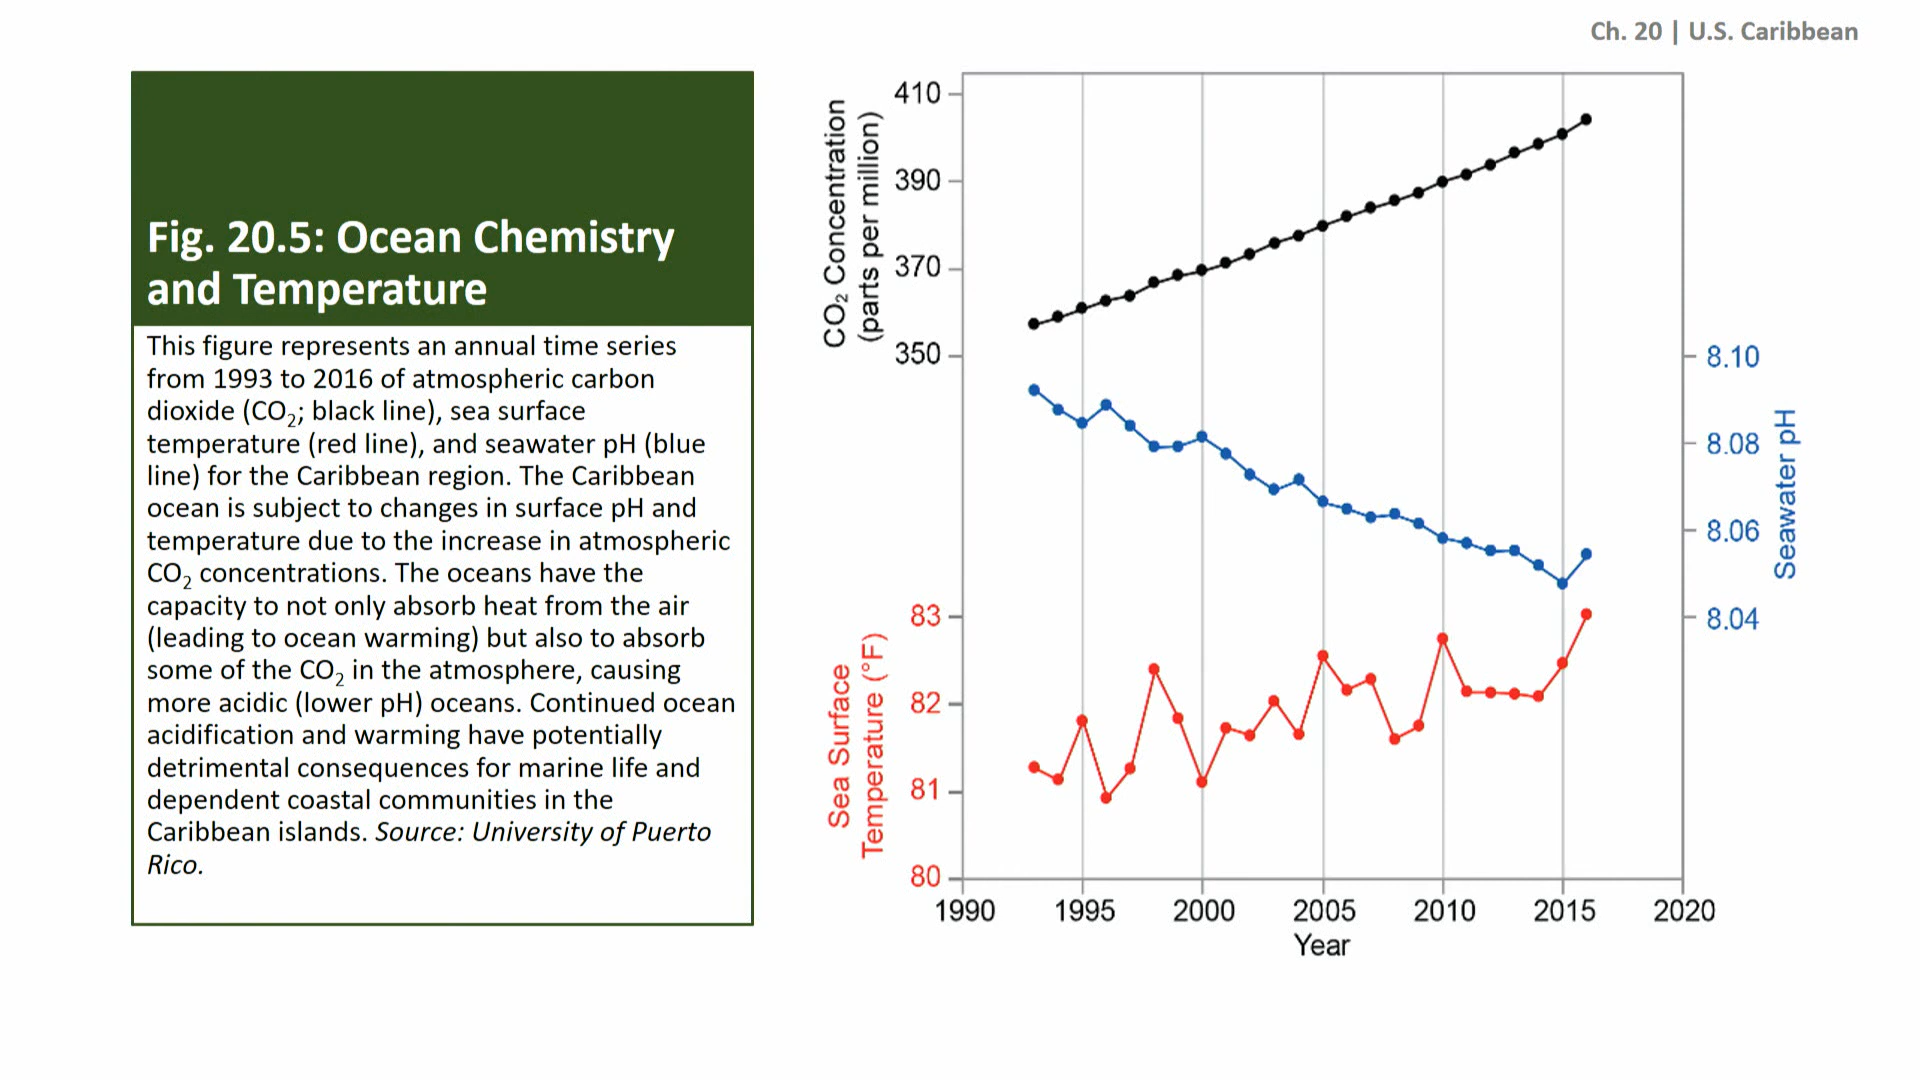 Ch. 20 | U.S. Caribbean
Fig. 20.5: Ocean Chemistry
and Temperature
This figure represents an annual time series
from 1993 to 2016 of atmospheric carbon
dioxide (CO₂; black line), sea surface
temperature (red line), and seawater pH (blue
line) for the Caribbean region. The Caribbean
ocean is subject to changes in surface pH and
temperature due to the increase in atmospheric
CO₂ concentrations. The oceans have the
capacity to not only absorb heat from the air
(leading to ocean warming) but also to absorb
some of the CO₂ in the atmosphere, causing
more acidic (lower pH) oceans. Continued ocean
acidification and warming have potentially
detrimental consequences for marine life and
dependent coastal communities in the
Caribbean islands. Source: University of Puerto
Rico.
CO₂ Concentration
(parts per million)
410
390
370
350
8.10
8.08
8.06
8.04
Seawater pH
Sea Surface
Temperature (°F)
83
82
81
80
1990 1995 2000 2005 2010 2015 2020
Year